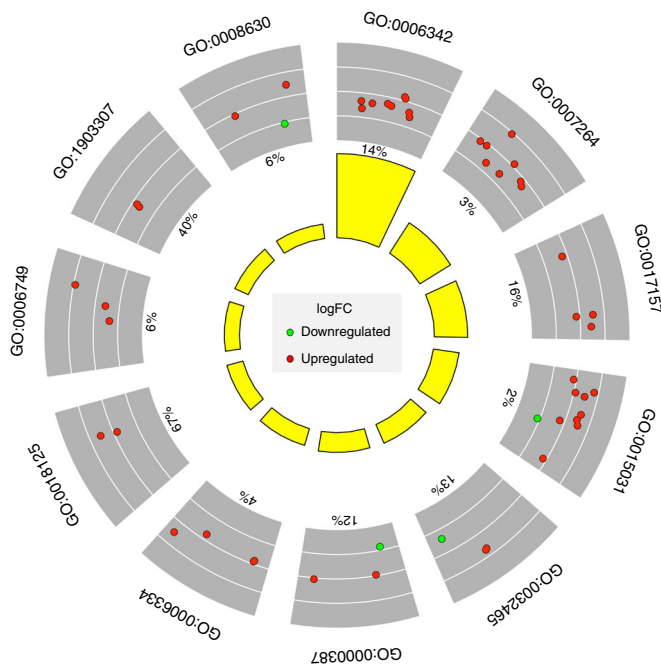 GO:0006342
14%
GO:0007264
3%
GO:0017157
16%
GO:0015031
2%
GO:0032465
13%
GO:0000387
12%
GO:0006334
4%
GO:0018125
67%
GO:0006749
6%
GO:1903307
40%
GO:0008630
6%
logFC
Downregulated
Upregulated